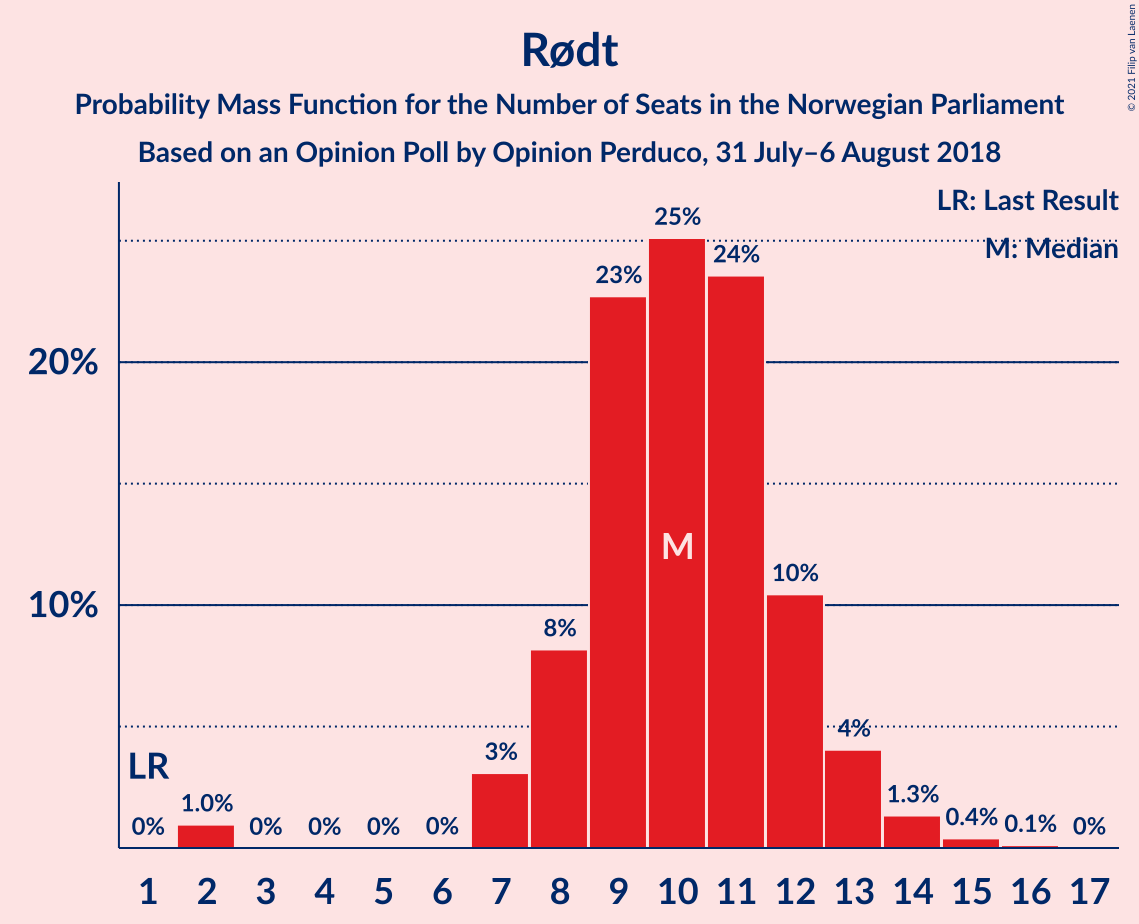 Rødt
Probability Mass Function for the Number of Seats in the Norwegian Parliament
Based on an Opinion Poll by Opinion Perduco, 31 July–6 August 2018
© 2021 Filip van Laenen
LR: Last Result
M: Median
20%
10%
LR
M
0%
1.0%
0%
0%
0%
0%
3%
8%
23%
25%
24%
10%
4%
1.3%
0.4%
0.1%
0%
1 2 3 4 5 6 7 8 9 10 11 12 13 14 15 16 17